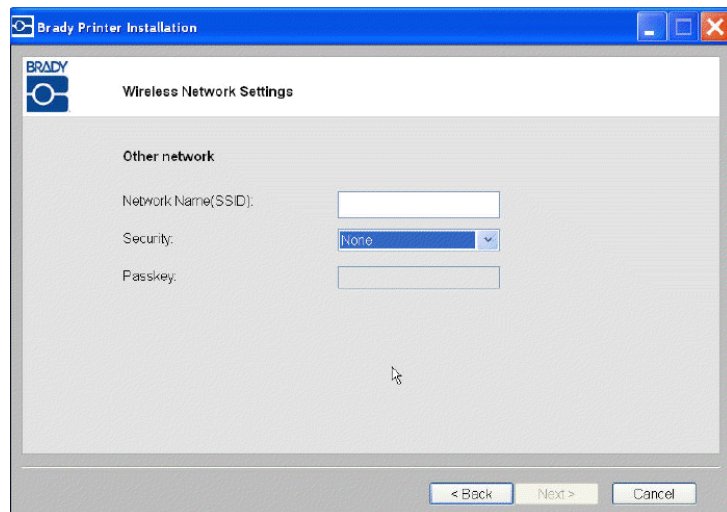 Brady Printer Installation
BRADY
Wireless Network Settings
Other network
Network Name(SSID):
Security: None
Passkey:
< Back Next > Cancel